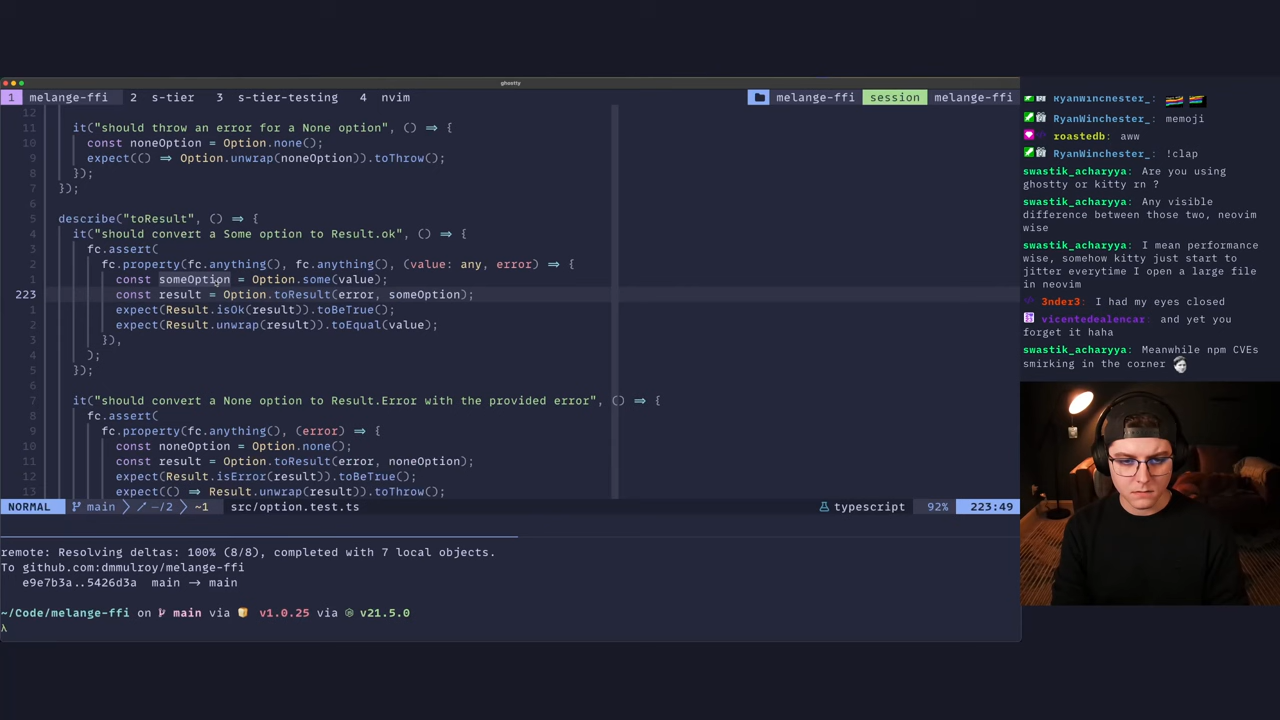 ghostty
1 melange-ffi 2 s-tier 3 s-tier-testing 4 nvim melange-ffi session melange-ffi
12
11 it("should throw an error for a None option", () ⇒ {
10 const noneOption = Option.none();
9 expect(() ⇒ Option.unwrap(noneOption)).toThrow();
8 });
7 });
6
5 describe("toResult", () ⇒ {
4 it("should convert a Some option to Result.ok", () ⇒ {
3 fc.assert(
2 fc.property(fc.anything(), fc.anything(), (value: any, error) ⇒ {
1 const someOption = Option.some(value);
223 const result = Option.toResult(error, someOption);
1 expect(Result.isOk(result)).toBeTrue();
2 expect(Result.unwrap(result)).toEqual(value);
3 }),
4 );
5 });
6
7 it("should convert a None option to Result.Error with the provided error", () ⇒ {
8 fc.assert(
9 fc.property(fc.anything(), (error) ⇒ {
10 const noneOption = Option.none();
11 const result = Option.toResult(error, noneOption);
12 expect(Result.isError(result)).toBeTrue();
13 expect(() ⇒ Result.unwrap(result)).toThrow();
NORMAL main ~/2 ~1 src/option.test.ts typescript 92% 223:49
remote: Resolving deltas: 100% (8/8), completed with 7 local objects.
To github.com:dmmulroy/melange-ffi
e9e7b3a..5426d3a main → main
~/Code/melange-ffi on main via v1.0.25 via v21.5.0
λ
RyanWinchester_:
RyanWinchester_: memoji
roastedb: aww
RyanWinchester_: !clap
swastik_acharyya: Are you using
ghostty or kitty rn ?
swastik_acharyya: Any visible
difference between those two, neovim
wise
swastik_acharyya: I mean performance
wise, somehow kitty just start to
jitter everytime I open a large file
in neovim
3nder3: I had my eyes closed
vicentedealencar: and yet you
forget it haha
swastik_acharyya: Meanwhile npm CVEs
smirking in the corner